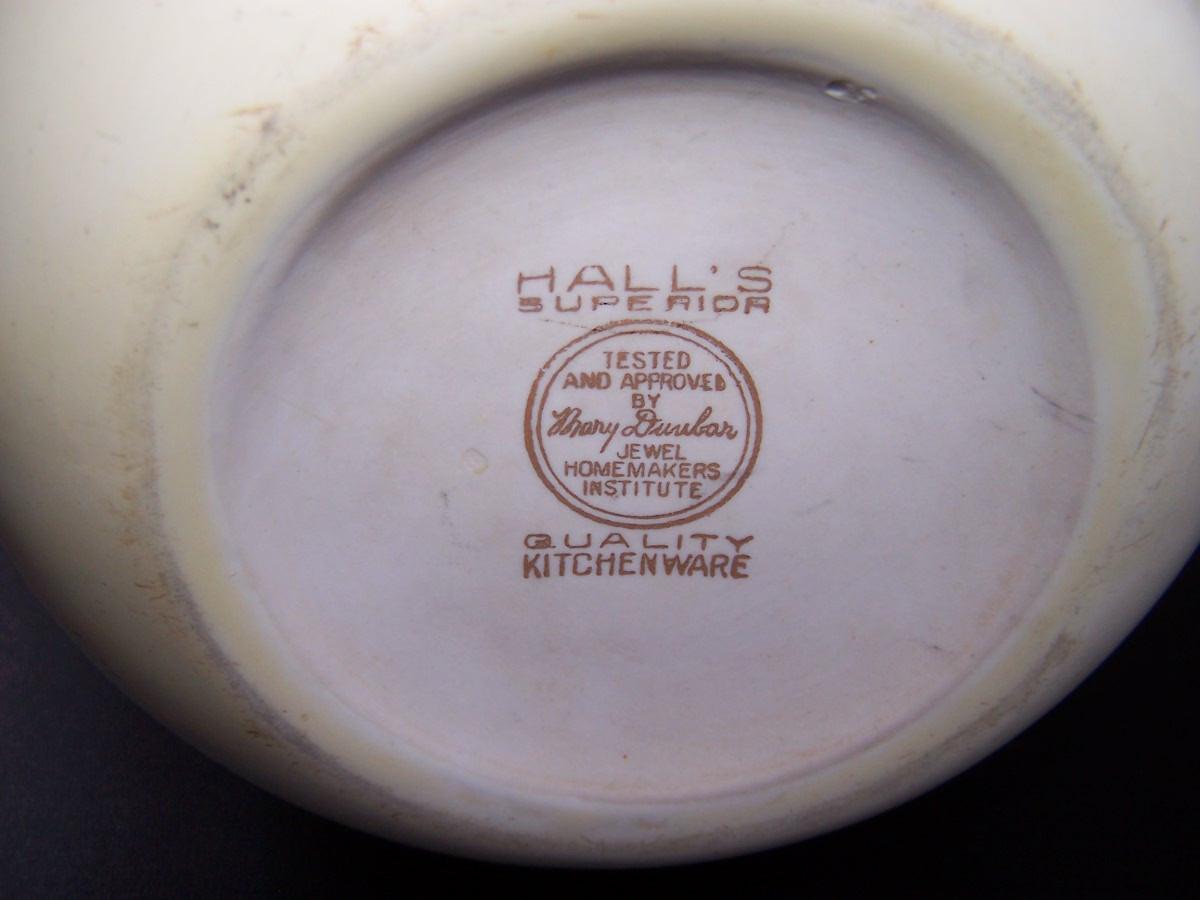 HALL'S
SUPERIOR
TESTED
AND APPROVED
BY
Mary Dunbar
JEWEL
HOMEMAKERS
INSTITUTE
QUALITY
KITCHENWARE